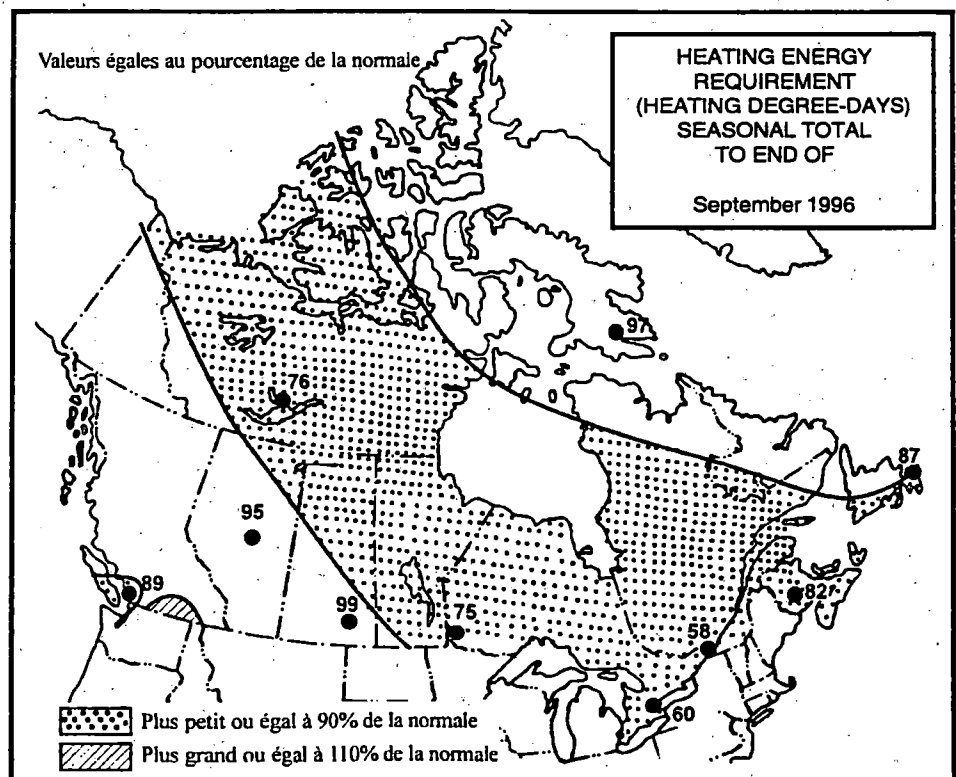 Valeurs égales au pourcentage de la normale
HEATING ENERGY
REQUIREMENT
(HEATING DEGREE-DAYS)
SEASONAL TOTAL
TO END OF
September 1996
97
76
87
95
89
99
75
82
58
60
Plus petit ou égal à 90% de la normale
Plus grand ou égal à 110% de la normale